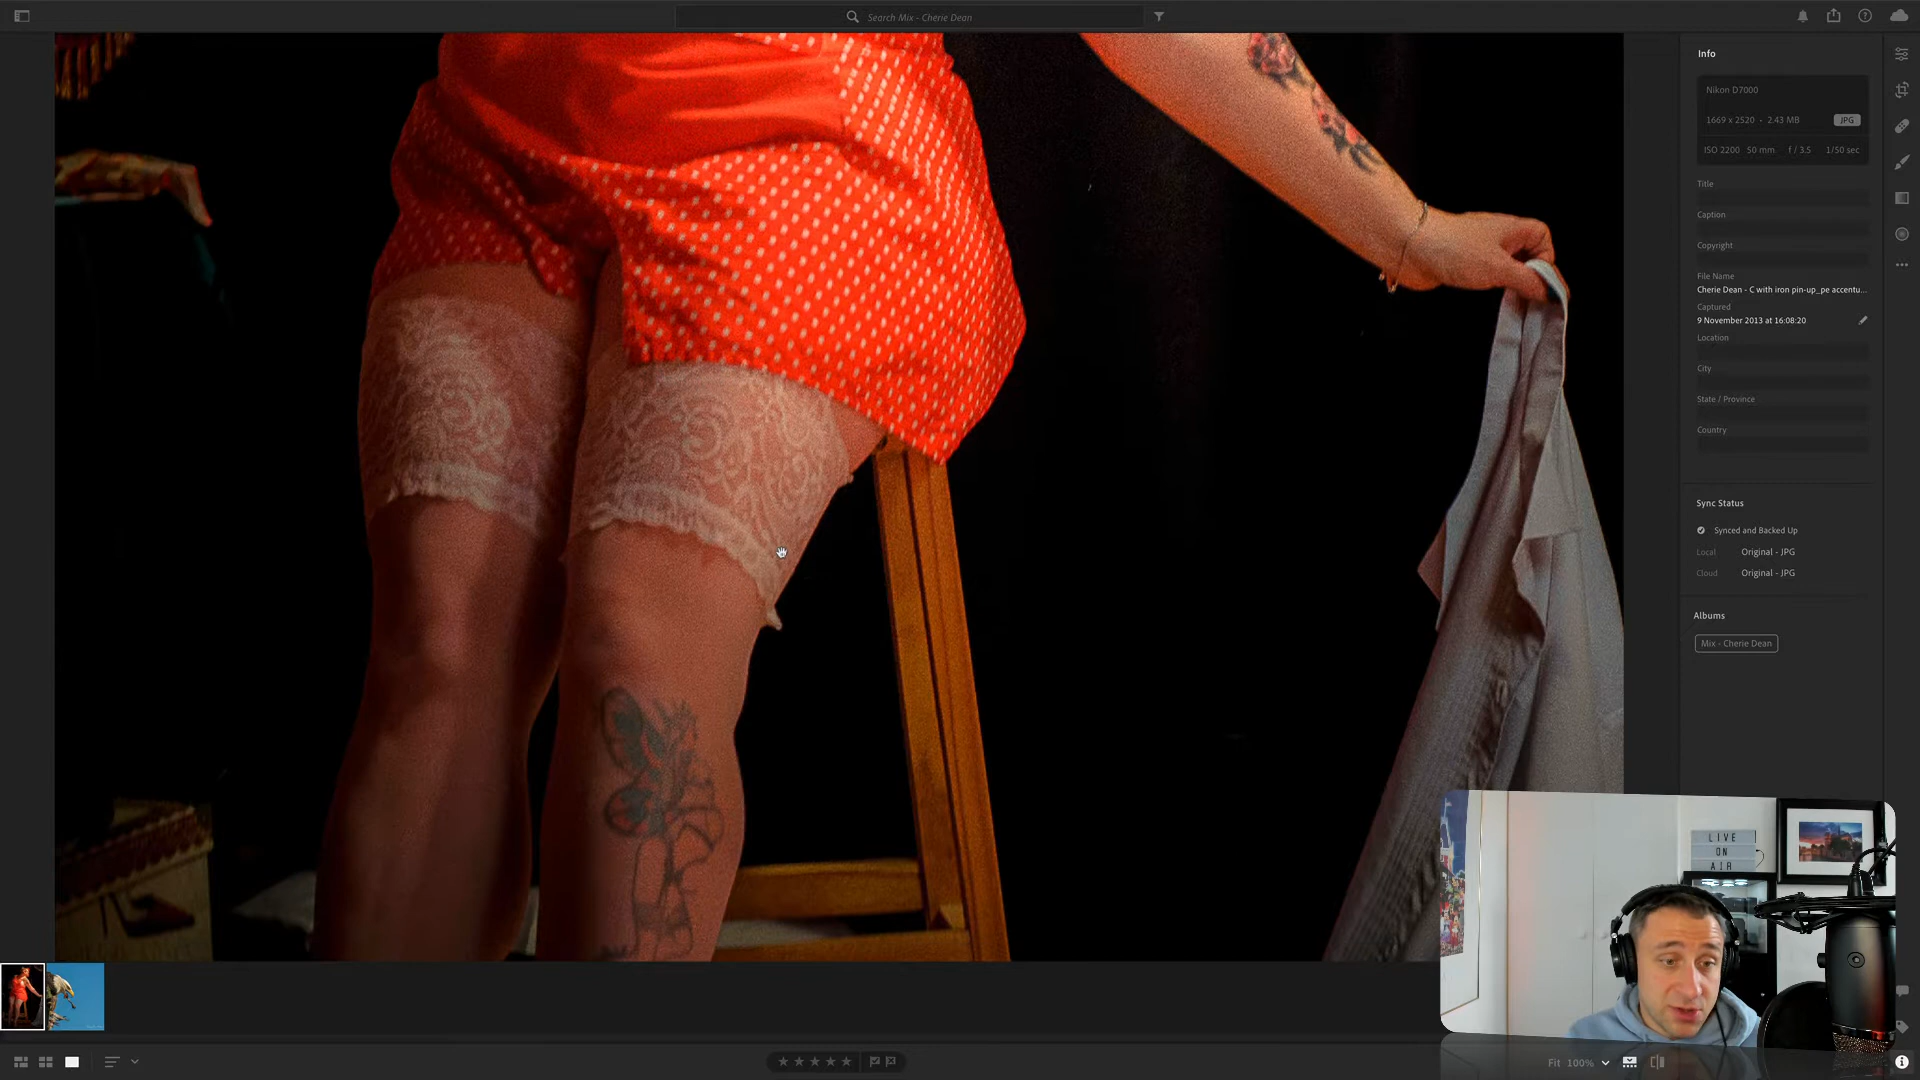 Search Mix - Cherie Dean
Info
Nikon D7000
1669 x 2520 • 2.43 MB JPG
ISO 2200 50 mm f / 3.5 1/50 sec
Title
Caption
Copyright
File Name
Cherie Dean - C with iron pin-up_pe accentu...
Captured
9 November 2013 at 16:08:20
Location
City
State / Province
Country
Sync Status
Synced and Backed Up
Local Original - JPG
Cloud Original - JPG
Albums
Mix - Cherie Dean
LIVE
ON
AIR
Fit 100%